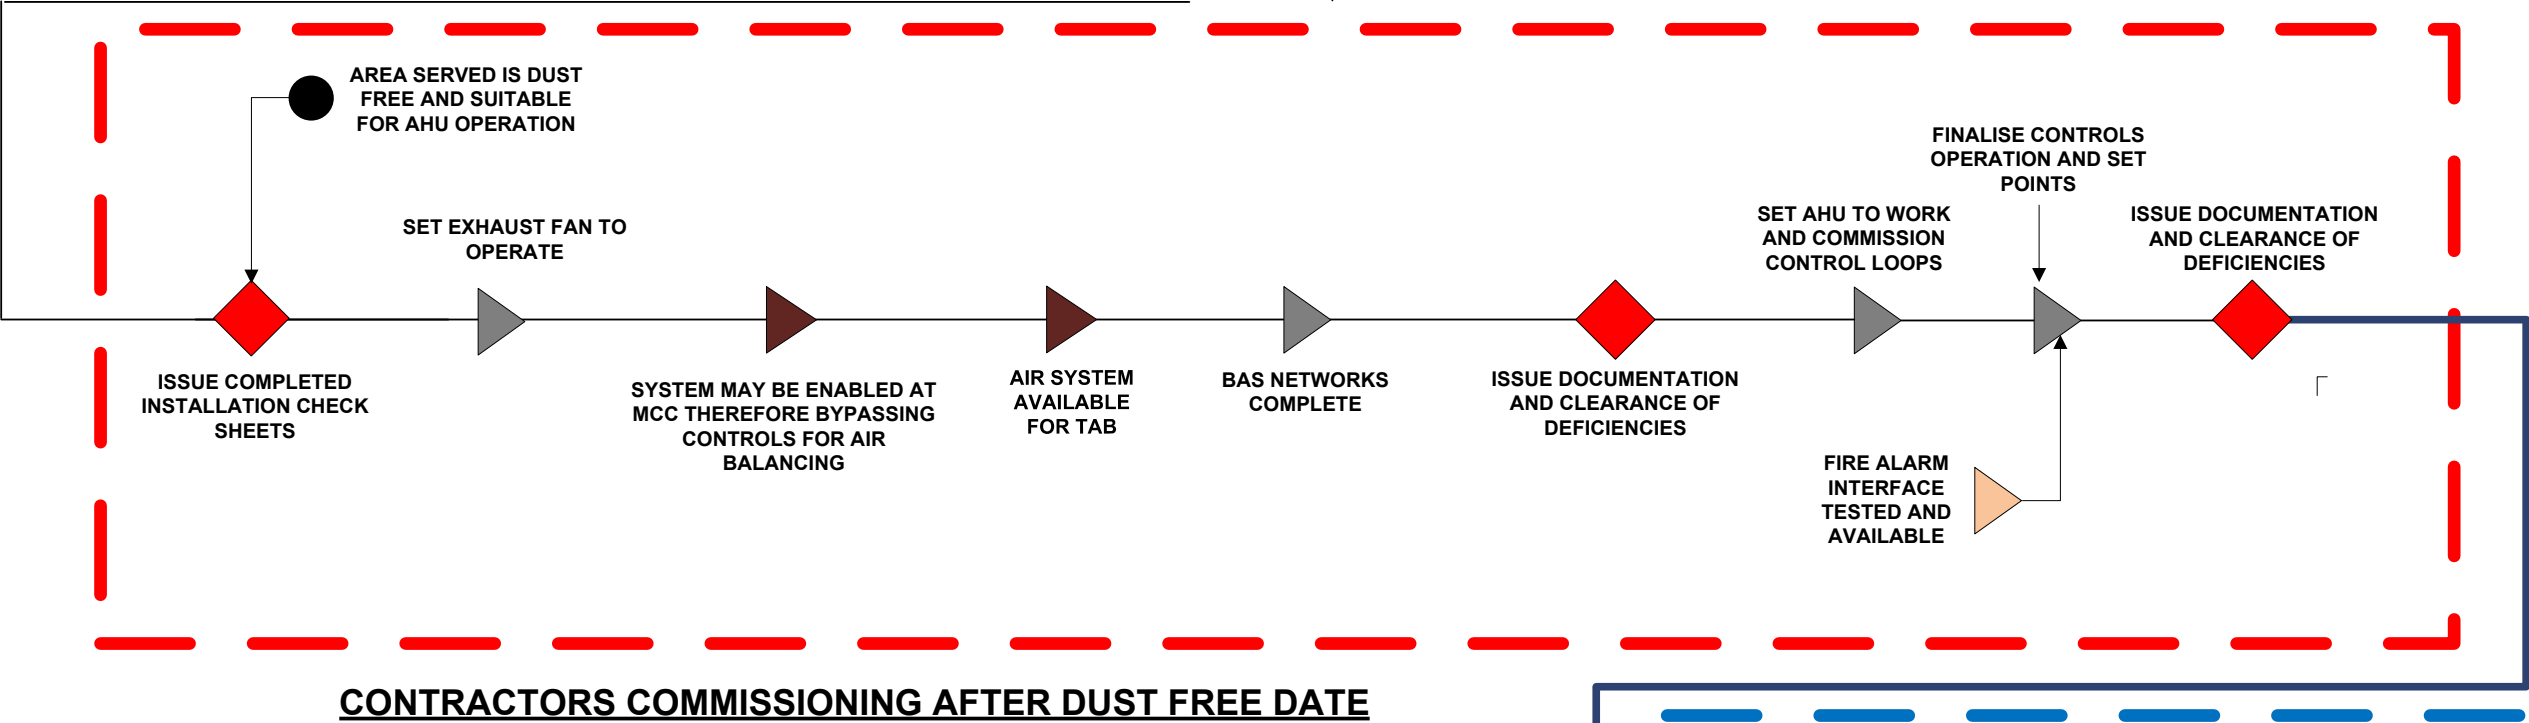 AREA SERVED IS DUST
FREE AND SUITABLE
FOR AHU OPERATION
ISSUE COMPLETED
INSTALLATION CHECK
SHEETS
SET EXHAUST FAN TO
OPERATE
SYSTEM MAY BE ENABLED AT
MCC THEREFORE BYPASSING
CONTROLS FOR AIR
BALANCING
AIR SYSTEM
AVAILABLE
FOR TAB
BAS NETWORKS
COMPLETE
ISSUE DOCUMENTATION
AND CLEARANCE OF
DEFICIENCIES
SET AHU TO WORK
AND COMMISSION
CONTROL LOOPS
FINALISE CONTROLS
OPERATION AND SET
POINTS
FIRE ALARM
INTERFACE
TESTED AND
AVAILABLE
ISSUE DOCUMENTATION
AND CLEARANCE OF
DEFICIENCIES
CONTRACTORS COMMISSIONING AFTER DUST FREE DATE